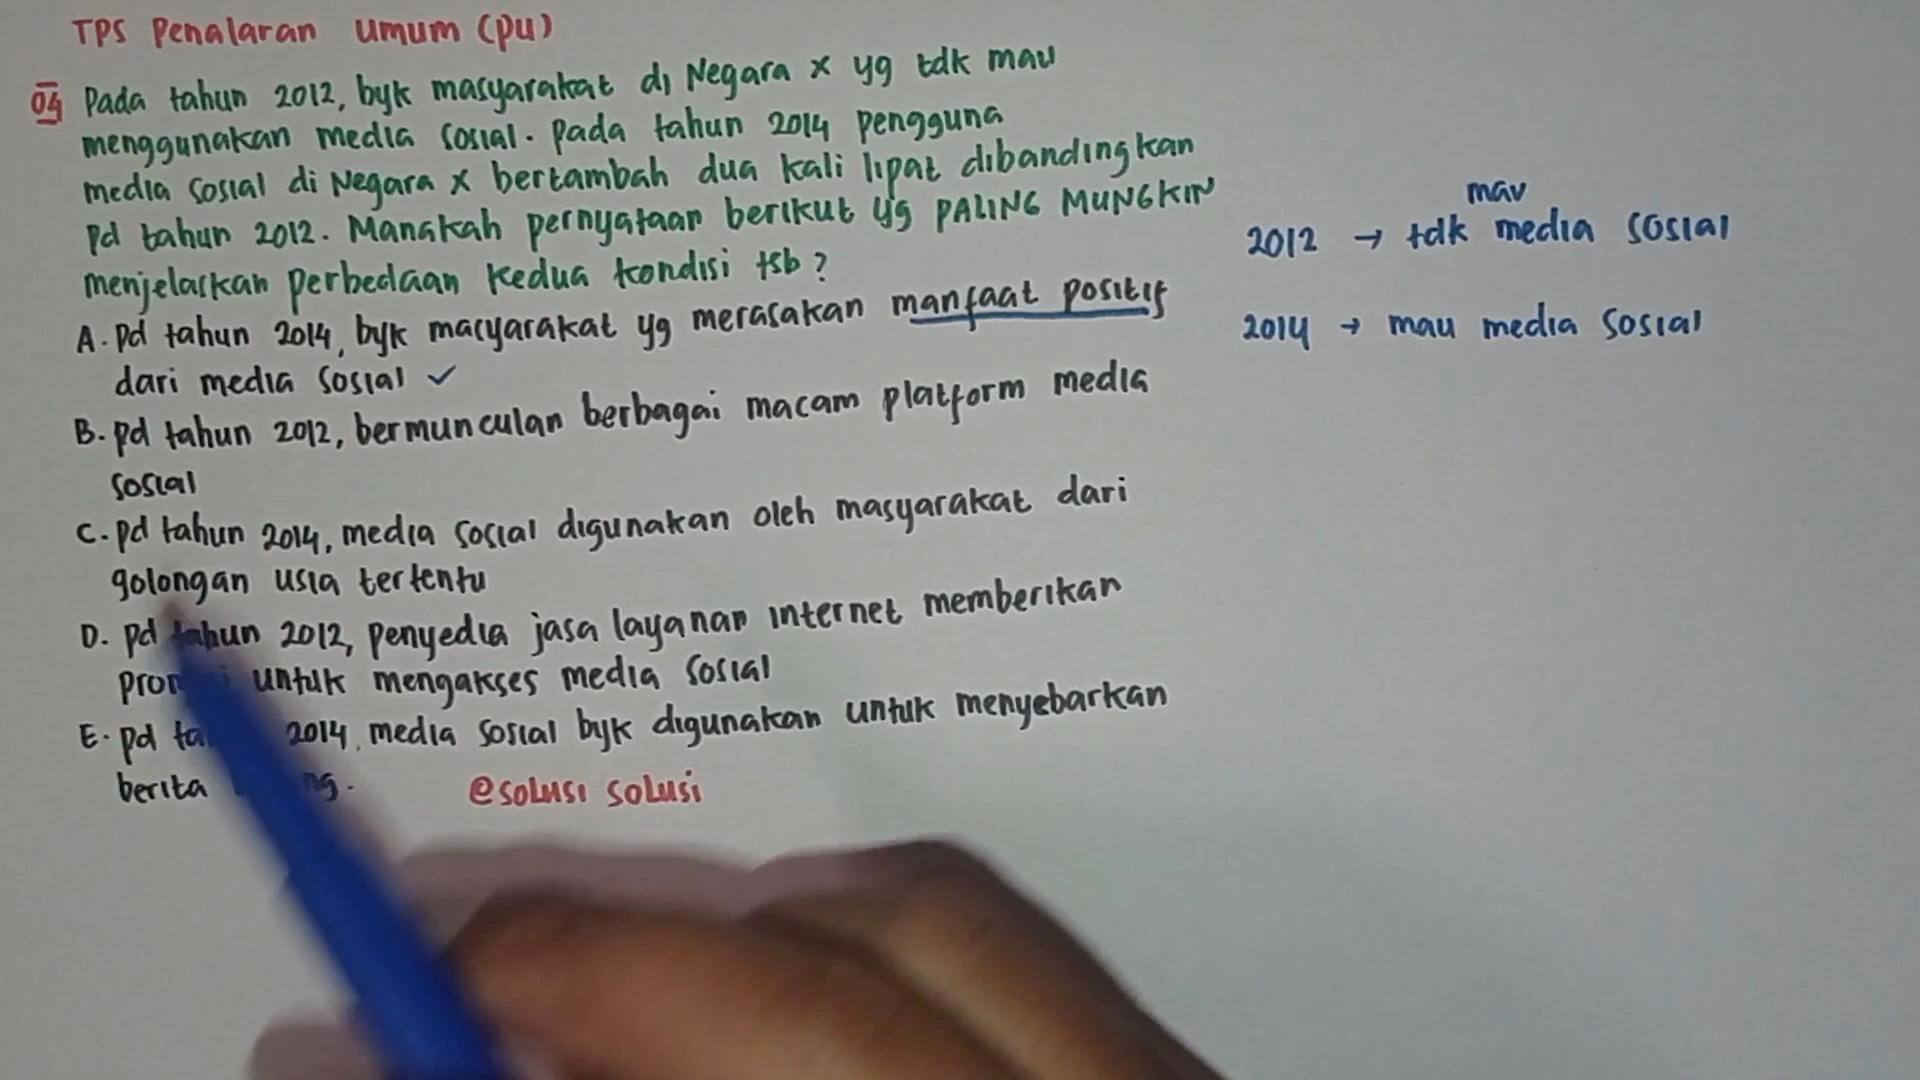 TPS Penalaran Umum (PU)
04 Pada tahun 2012, byk masyarakat di Negara x yg tdk mau
menggunakan media sosial. Pada tahun 2014 pengguna
media sosial di Negara x bertambah dua kali lipat dibandingkan
Pd tahun 2012. Manakah pernyataan berikut yg PALING MUNGKIN
menjelaskan perbedaan kedua kondisi tsb?
A. Pd tahun 2014, byk masyarakat yg merasakan manfaat positif
dari media sosial ✓
B. pd tahun 2012, bermunculan berbagai macam platform media
sosial
C. pd tahun 2014, media sosial digunakan oleh masyarakat dari
golongan usia tertentu
D. pd tahun 2012, penyedia jasa layanan internet memberikan
untuk mengakses media sosial
E. pd 2014, media sosial byk digunakan untuk menyebarkan
berita
@solusi solusi
mau
2012 → tdk media sosial
2014 → mau media sosial